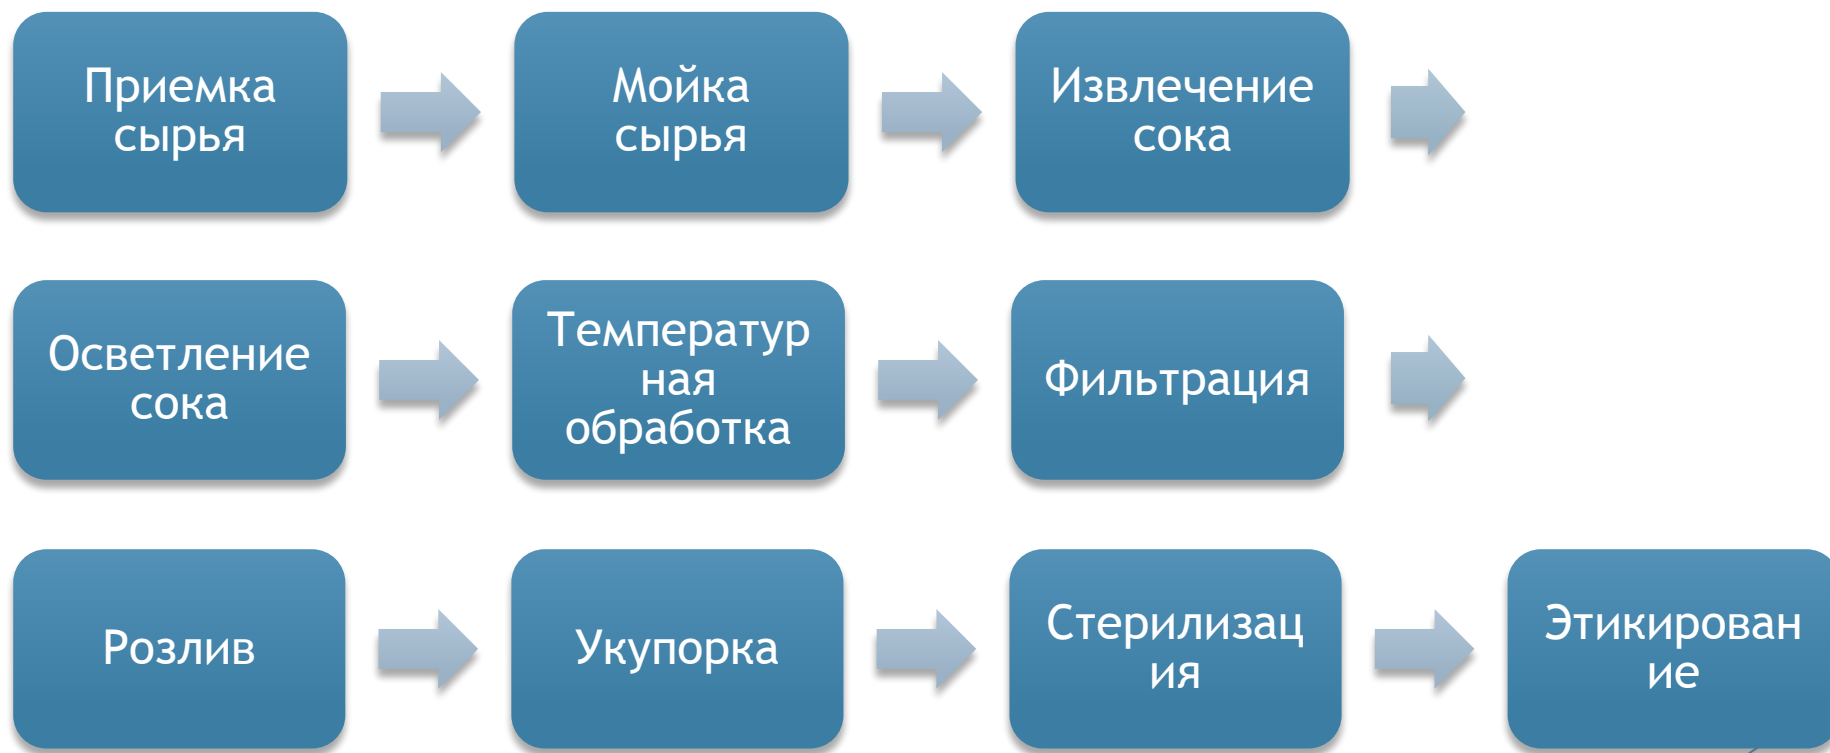 Приемка
сырья
Мойка
сырья
Извлечение
сока
Осветление
сока
Температур
ная
обработка
Фильтрация
Розлив
Укупорка
Стерилизац
ия
Этикирован
ие